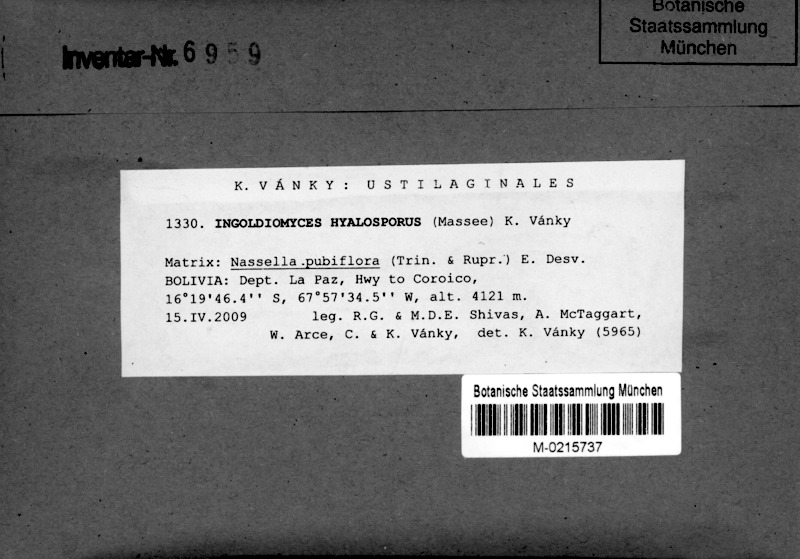 Botanische
Staatssammlung
München
Inventar-Nr. 6959
K. VÁNKY: USTILAGINALES
1330. INGOLDIOMYCES HYALOSPORUS (Massee) K. Vánky
Matrix: Nassella pubiflora (Trin. & Rupr.) E. Desv.
BOLIVIA: Dept. La Paz, Hwy to Coroico,
16°19'46.4'' S, 67°57'34.5'' W, alt. 4121 m.
15.IV.2009 leg. R.G. & M.D.E. Shivas, A. McTaggart,
W. Arce, C. & K. Vánky, det. K. Vánky (5965)
Botanische Staatssammlung München
M-0215737